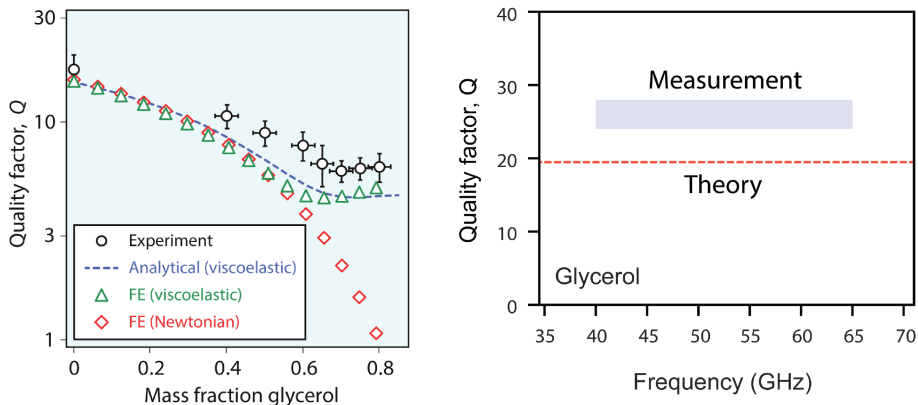 30
10
3
1
Quality factor, Q
Experiment
Analytical (viscoelastic)
FE (viscoelastic)
FE (Newtonian)
0
0.2
0.4
0.6
0.8
Mass fraction glycerol
40
30
20
10
0
Quality factor, Q
Measurement
Theory
Glycerol
35
40
45
50
55
60
65
70
Frequency (GHz)